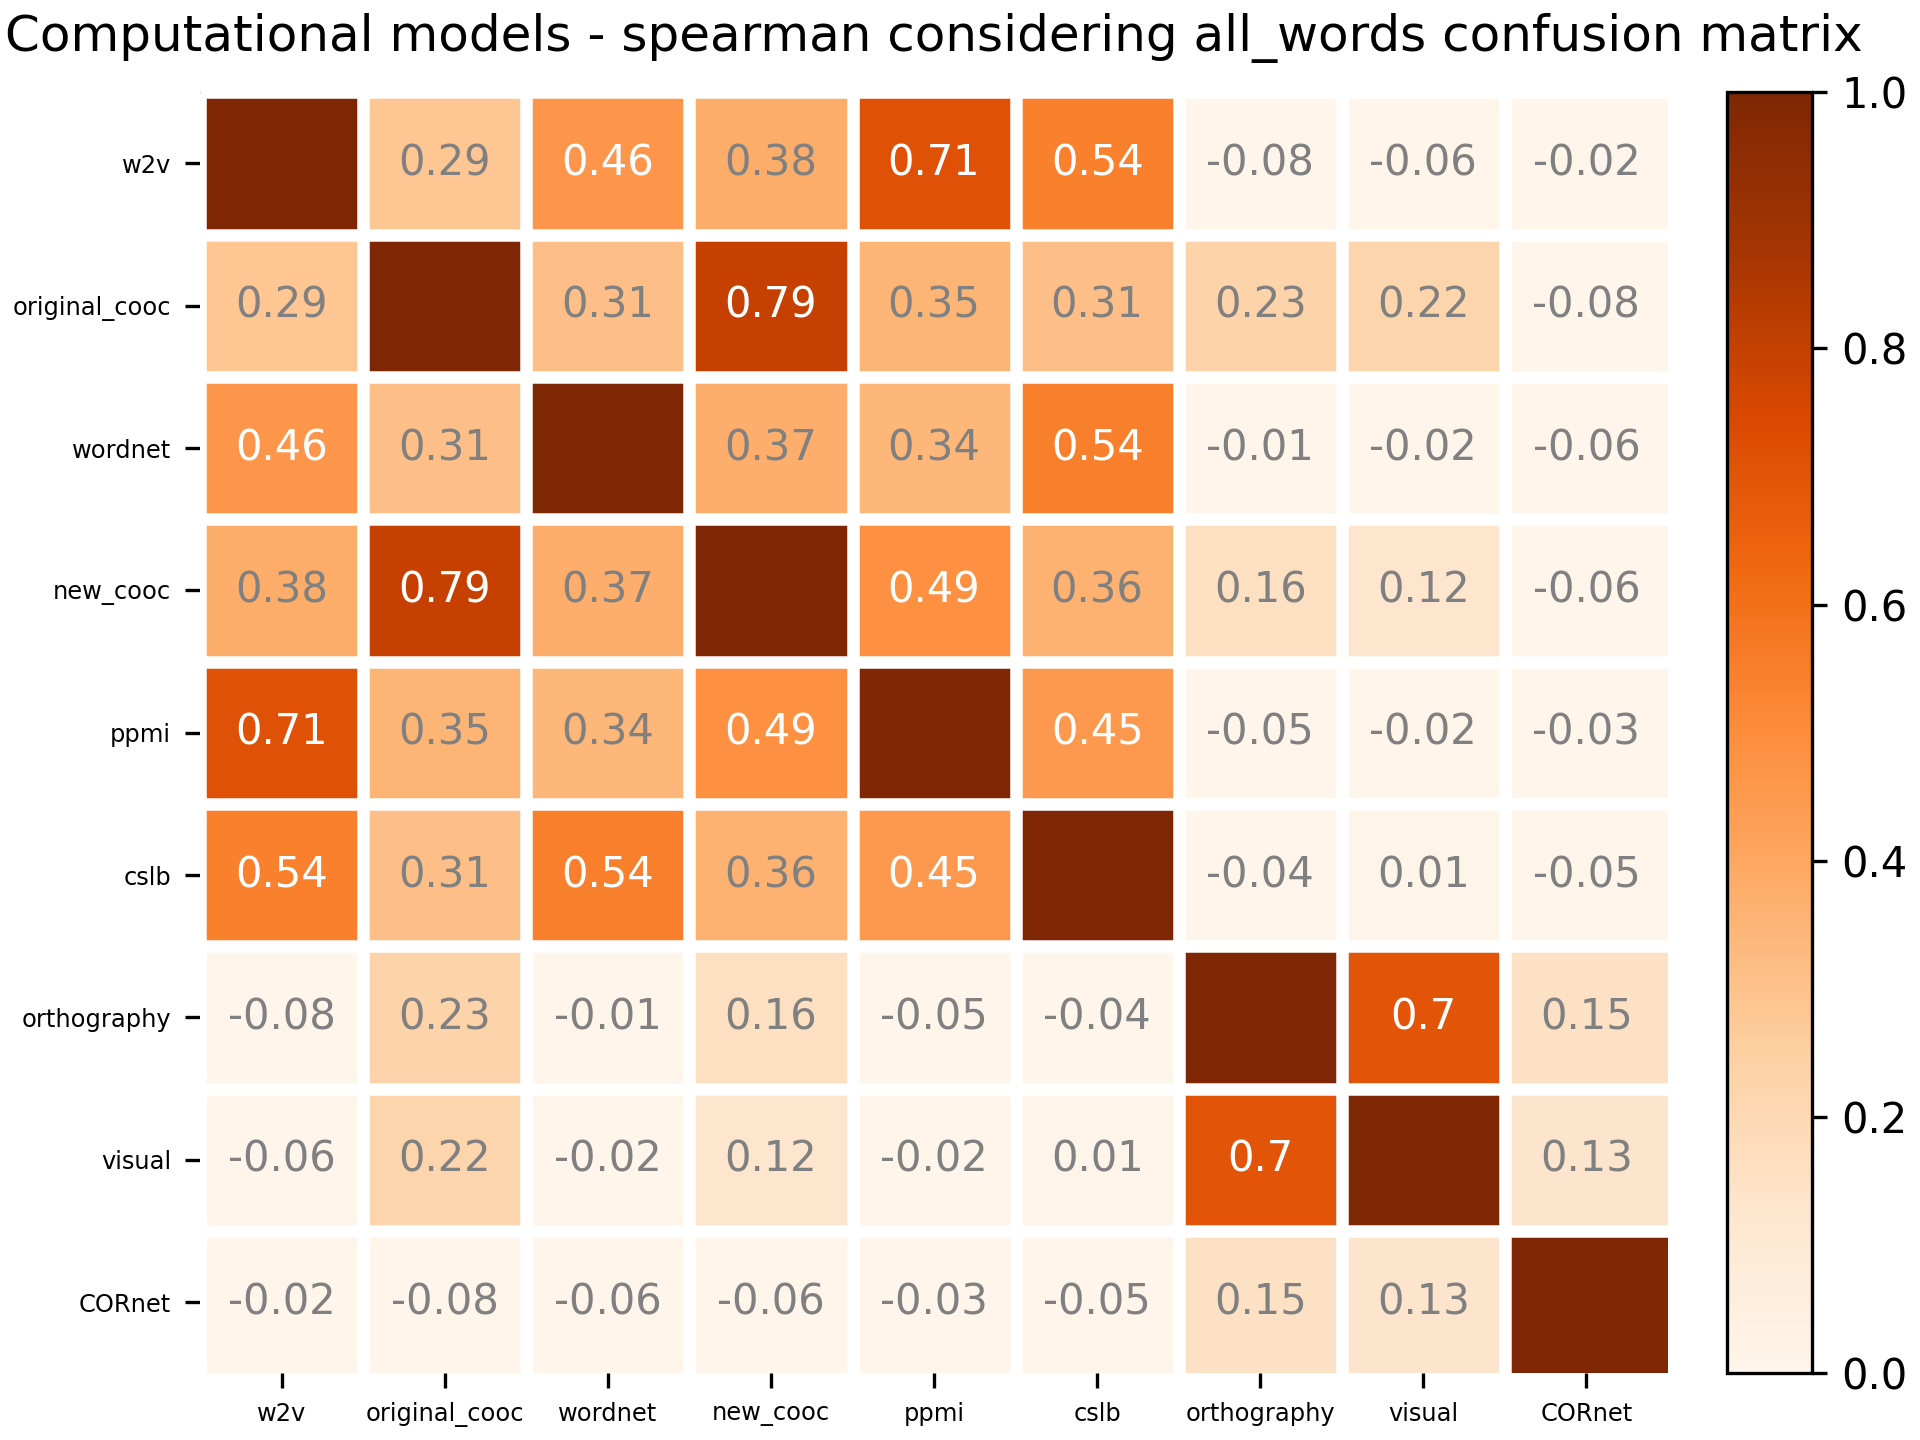 Computational models - spearman considering all_words confusion matrix
1.0
w2v 0.29 0.46 0.38 0.71 0.54 -0.08 -0.06 -0.02
original_cooc 0.29 0.31 0.79 0.35 0.31 0.23 0.22 -0.08
0.8
wordnet 0.46 0.31 0.37 0.34 0.54 -0.01 -0.02 -0.06
new_cooc 0.38 0.79 0.37 0.49 0.36 0.16 0.12 -0.06
0.6
ppmi 0.71 0.35 0.34 0.49 0.45 -0.05 -0.02 -0.03
cslb 0.54 0.31 0.54 0.36 0.45 -0.04 0.01 -0.05
0.4
orthography -0.08 0.23 -0.01 0.16 -0.05 -0.04 0.7 0.15
0.2
visual -0.06 0.22 -0.02 0.12 -0.02 0.01 0.7 0.13
CORnet -0.02 -0.08 -0.06 -0.06 -0.03 -0.05 0.15 0.13
0.0
w2v original_cooc wordnet new_cooc ppmi cslb orthography visual CORnet